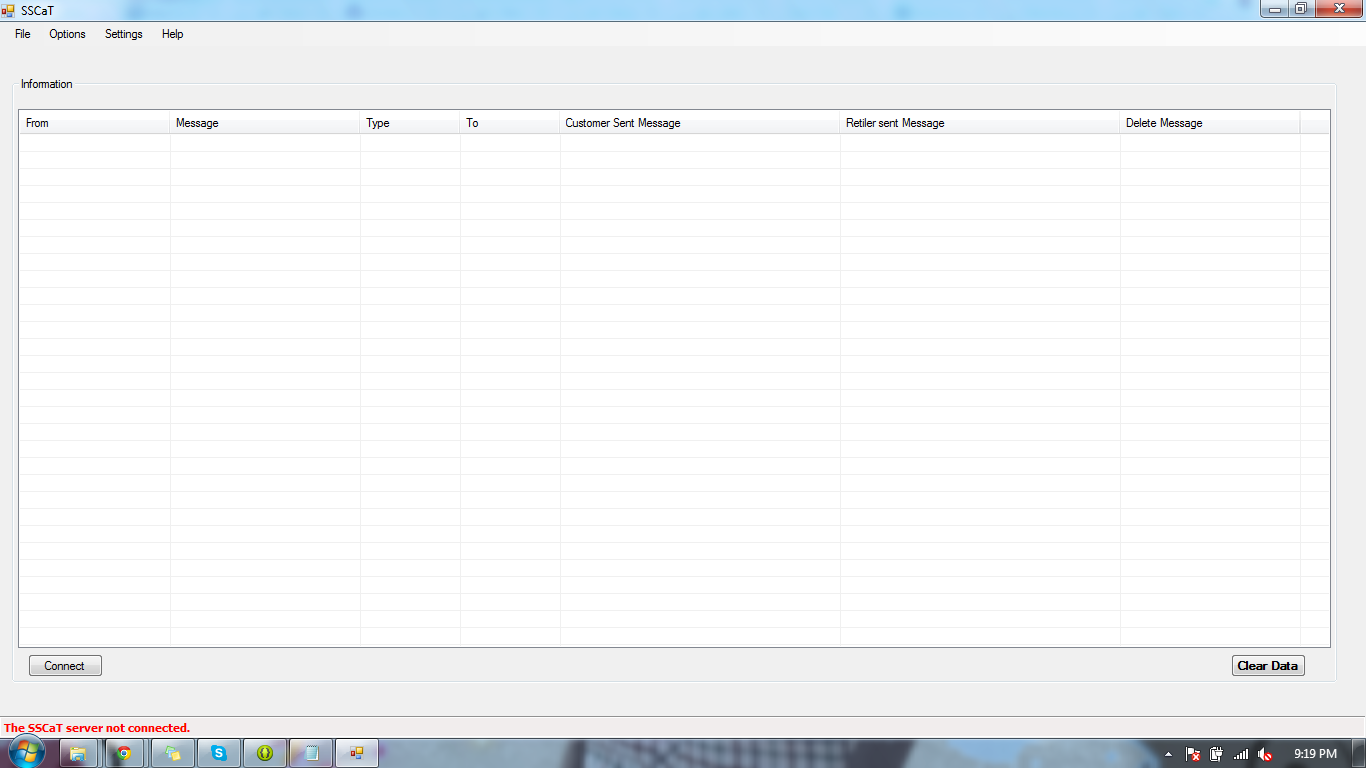 SSCaT
File Options Settings Help
Information
From Message Type To Customer Sent Message Retiler sent Message Delete Message
Connect Clear Data
The SSCaT server not connected.
9:19 PM